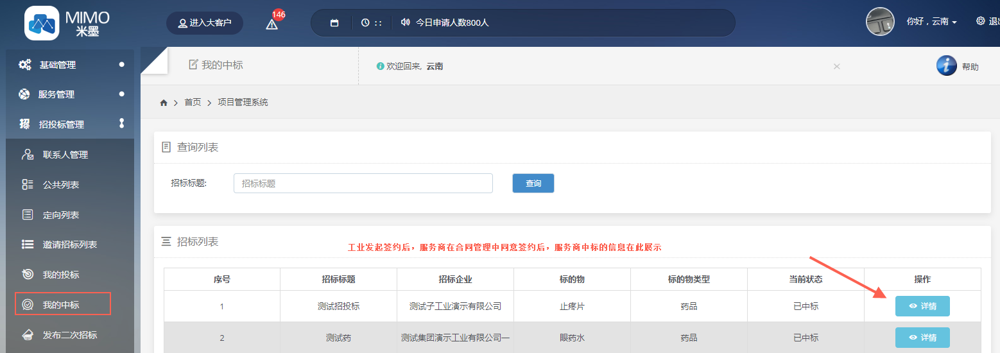 MIMO
米墨
进入大客户
146
: :
今日申请人数800人
你好，云南
退出
基础管理
服务管理
招投标管理
联系人管理
公共列表
定向列表
邀请招标列表
我的投标
我的中标
发布二次招标
我的中标
欢迎回来, 云南
×
帮助
首页
项目管理系统
查询列表
招标标题:
招标标题
查询
招标列表
工业发起签约后，服务商在合同管理中同意签约后，服务商中标的信息在此展示
序号 招标标题 招标企业 标的物 标的物类型 当前状态 操作
1 测试招投标 测试子工业演示有限公司 止疼片 药品 已中标 详情
2 测试药 测试集团演示工业有限公司一 眼药水 药品 已中标 详情